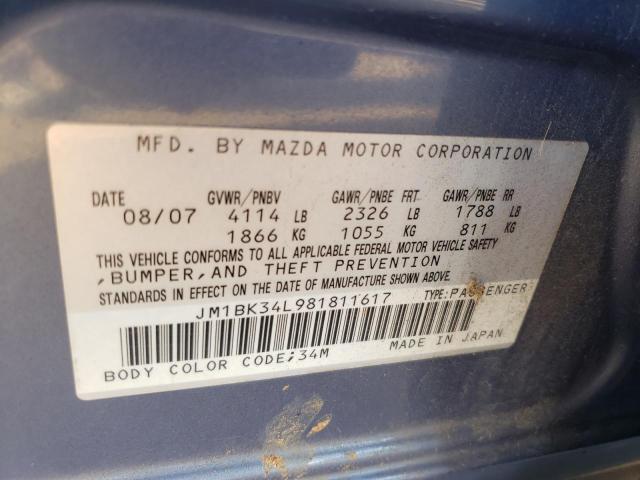 MFD. BY MAZDA MOTOR CORPORATION
DATE GVWR/PNBV GAWR/PNBE FRT GAWR/PNBE RR
08/07 4114 LB 2326 LB 1788 LB
1866 KG 1055 KG 811 KG
THIS VEHICLE CONFORMS TO ALL APPLICABLE FEDERAL MOTOR VEHICLE SAFETY
,BUMPER,AND THEFT PREVENTION
STANDARDS IN EFFECT ON THE DATE OF MANUFACTURE SHOWN ABOVE.
JM1BK34L981811617 TYPE:PASSENGER
MADE IN JAPAN
BODY COLOR CODE;34M